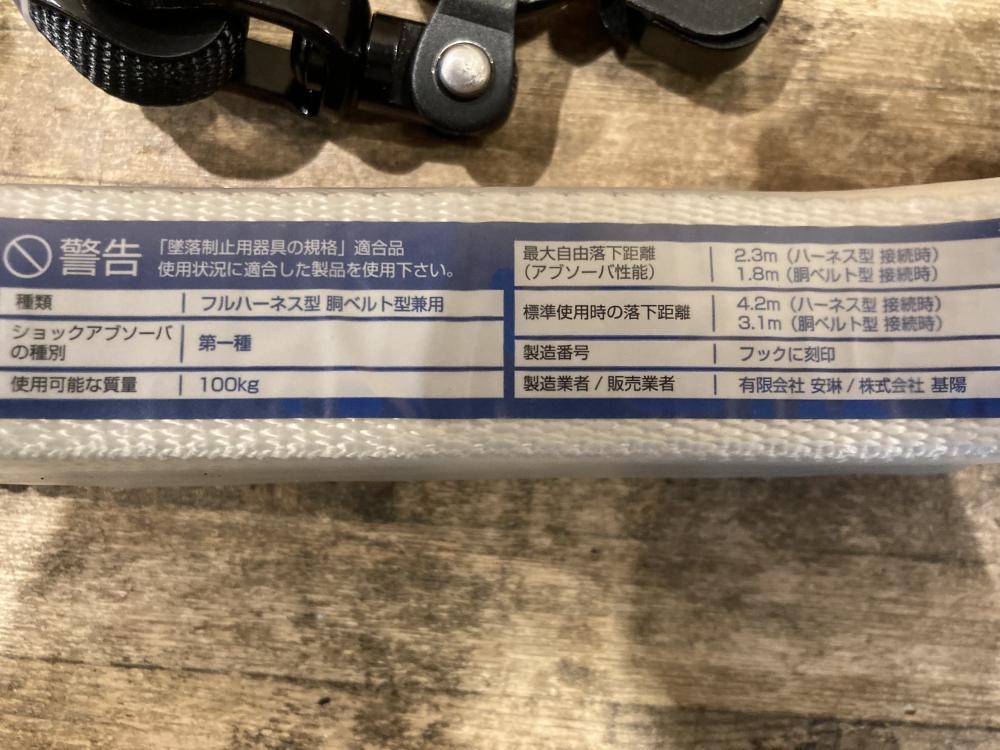 警告
「墜落制止用器具の規格」適合品
使用状況に適合した製品を使用下さい。
種類 フルハーネス型 胴ベルト型兼用
ショックアブソーバの種別 第一種
使用可能な質量 100kg
最大自由落下距離
(アブソーバ性能)
2.3m (ハーネス型 接続時)
1.8m (胴ベルト型 接続時)
標準使用時の落下距離
4.2m (ハーネス型 接続時)
3.1m (胴ベルト型 接続時)
製造番号 フックに刻印
製造業者 / 販売業者 有限会社 安琳 / 株式会社 基陽